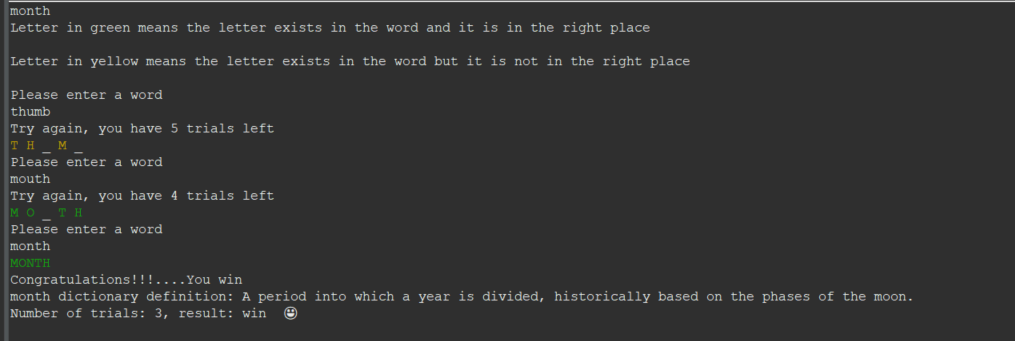 month
Letter in green means the letter exists in the word and it is in the right place
Letter in yellow means the letter exists in the word but it is not in the right place
Please enter a word
thumb
Try again, you have 5 trials left
T H _ M _
Please enter a word
mouth
Try again, you have 4 trials left
M O _ T H
Please enter a word
month
MONTH
Congratulations!!!....You win
month dictionary definition: A period into which a year is divided, historically based on the phases of the moon.
Number of trials: 3, result: win 😀